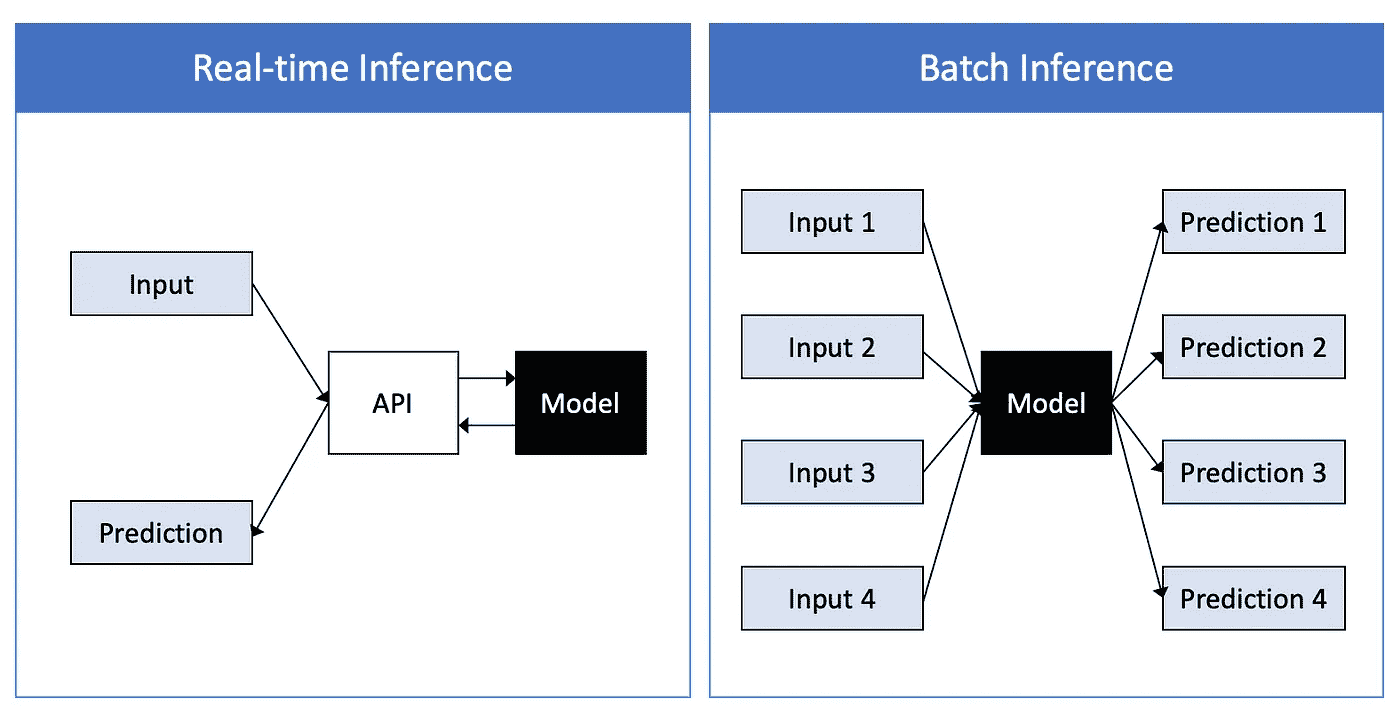 Real-time Inference
Input
API
Model
Prediction
Batch Inference
Input 1
Input 2
Input 3
Input 4
Model
Prediction 1
Prediction 2
Prediction 3
Prediction 4